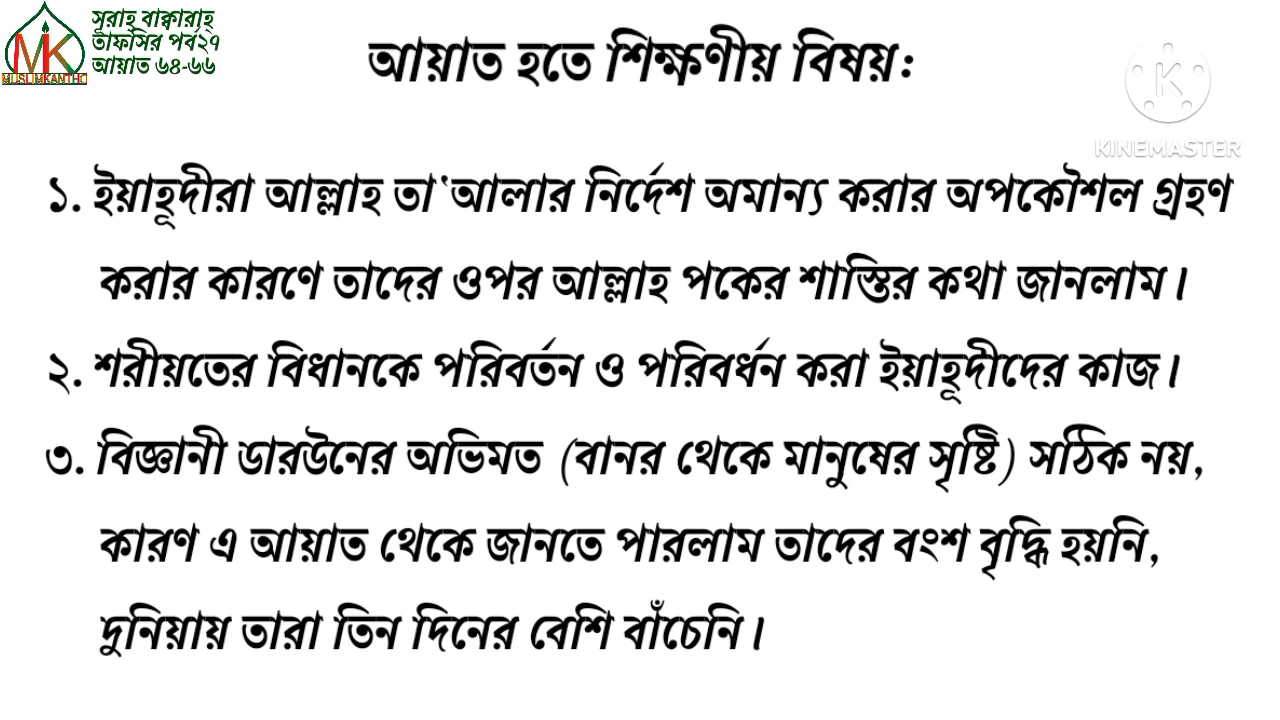 সূরাহ্ বাক্বারাহ্
তাফসির পর্ব২৭
আয়াত ৬৪-৬৬
MK
MUSLIMKANTHO
আয়াত হতে শিক্ষণীয় বিষয়:
K
KINEMASTER
১. ইয়াহূদীরা আল্লাহ তা'আলার নির্দেশ অমান্য করার অপকৌশল গ্রহণ
করার কারণে তাদের ওপর আল্লাহ পকের শাস্তির কথা জানলাম।
২. শরীয়তের বিধানকে পরিবর্তন ও পরিবর্ধন করা ইয়াহূদীদের কাজ।
৩. বিজ্ঞানী ডারউনের অভিমত (বানর থেকে মানুষের সৃষ্টি) সঠিক নয়,
কারণ এ আয়াত থেকে জানতে পারলাম তাদের বংশ বৃদ্ধি হয়নি,
দুনিয়ায় তারা তিন দিনের বেশি বাঁচেনি।